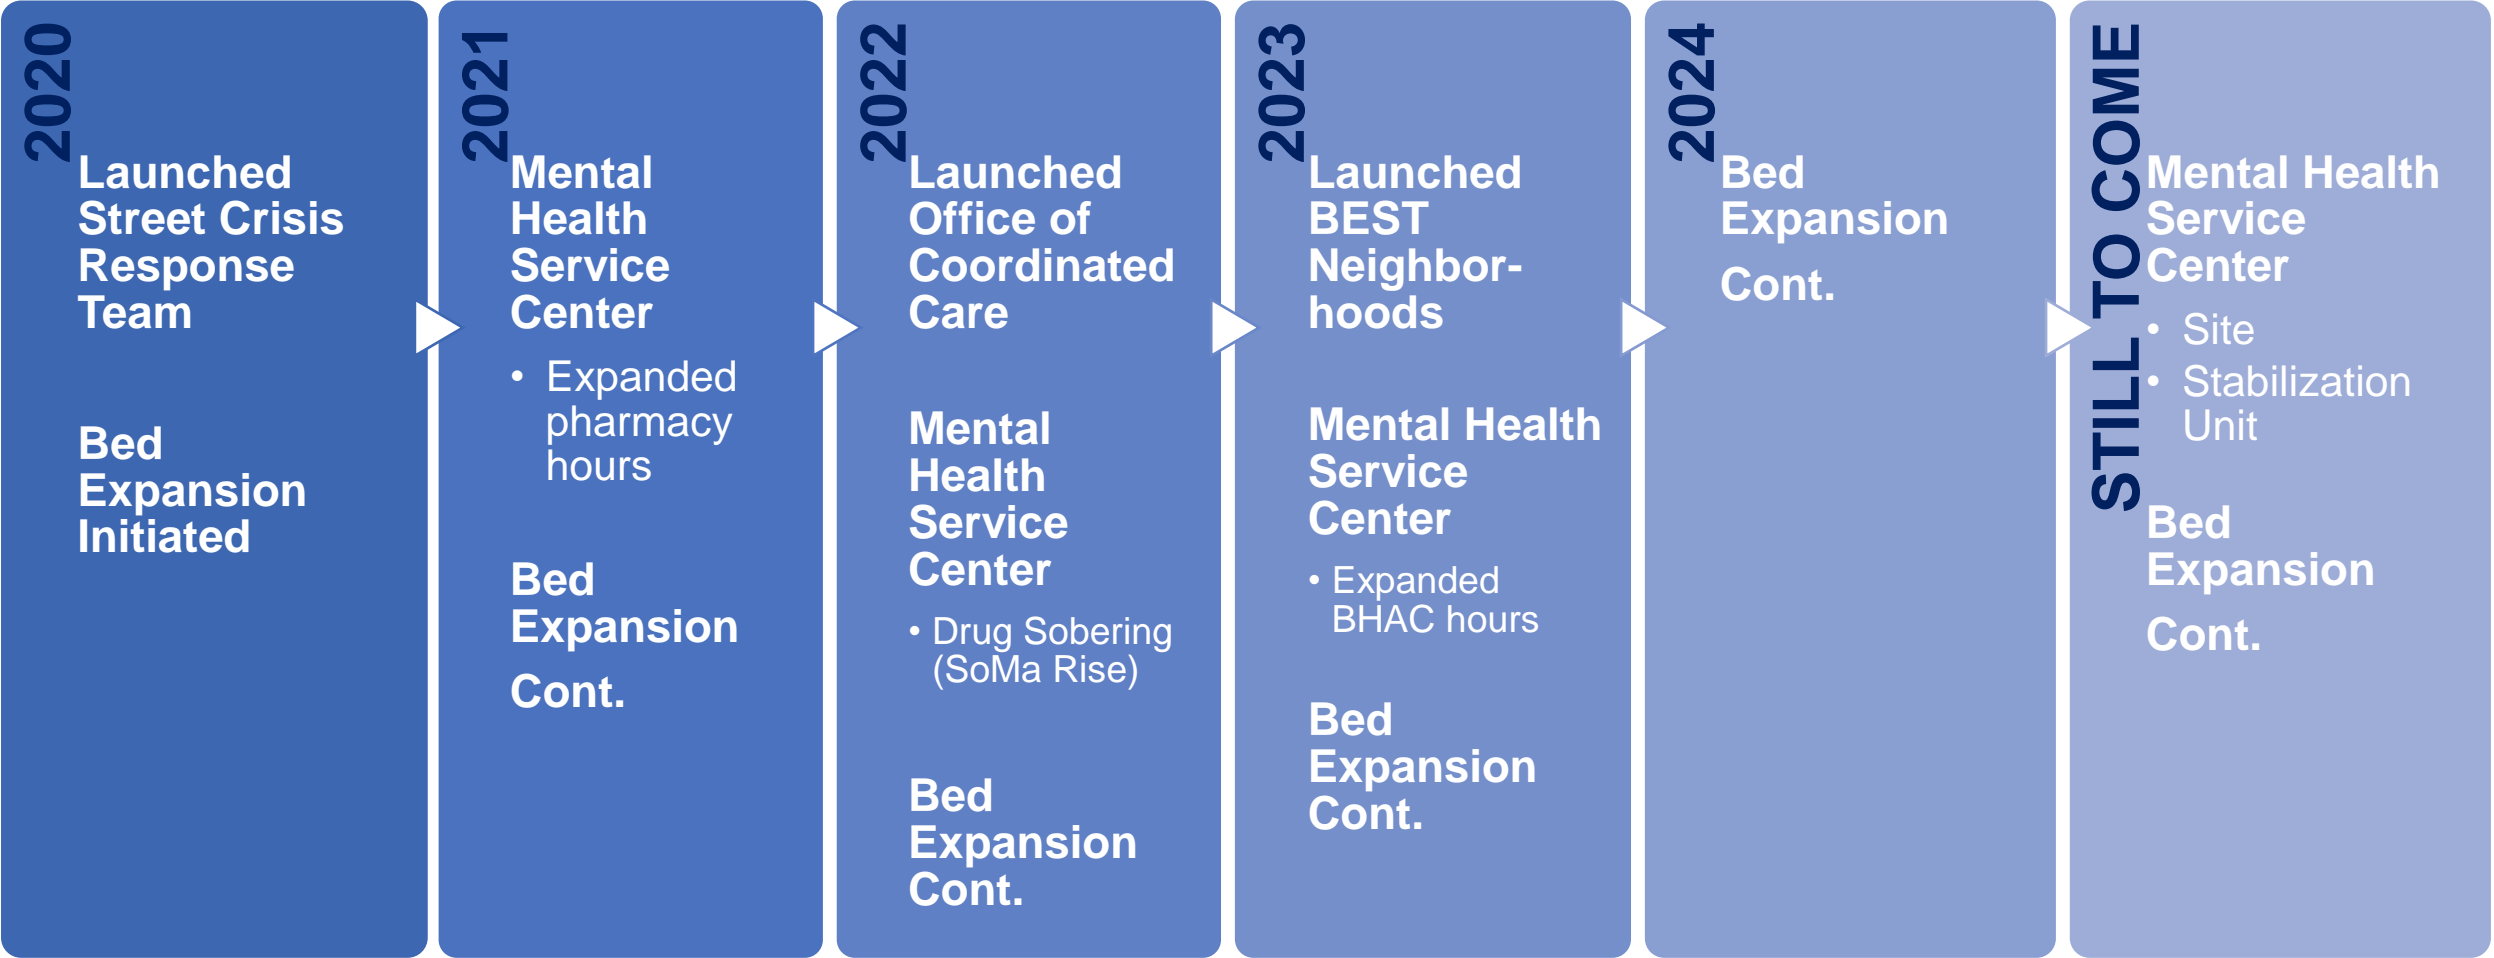 2020
Launched
Street Crisis
Response
Team
Bed
Expansion
Initiated
2021
Mental
Health
Service
Center
• Expanded
pharmacy
hours
Bed
Expansion
Cont.
2022
Launched
Office of
Coordinated
Care
Mental
Health
Service
Center
• Drug Sobering
(SoMa Rise)
Bed
Expansion
Cont.
2023
Launched
BEST
Neighbor-
hoods
Mental Health
Service
Center
• Expanded
BHAC hours
Bed
Expansion
Cont.
2024
Bed
Expansion
Cont.
STILL TO COME
Mental Health
Service
Center
• Site
• Stabilization
Unit
Bed
Expansion
Cont.